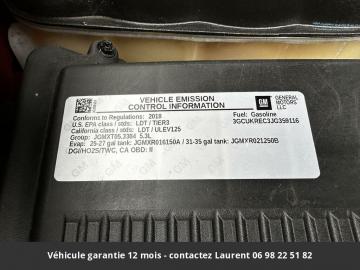 VEHICLE EMISSION
CONTROL INFORMATION
GM
GENERAL MOTORS LLC
Conforms to Regulations: 2018
Fuel: Gasoline
U.S. EPA class / stds: LDT / TIER3
3GCUKREC3JG359116
California class / stds: LDT / ULEV125
Group: JGMXT05.3384 5.3L
Evap: 25-27 gal tank: JGMXR016150A / 31-35 gal tank: JGMXR021250B
DGI/HO2S/TWC, CA OBD: II
Véhicule garantie 12 mois - contactez Laurent 06 98 22 51 82